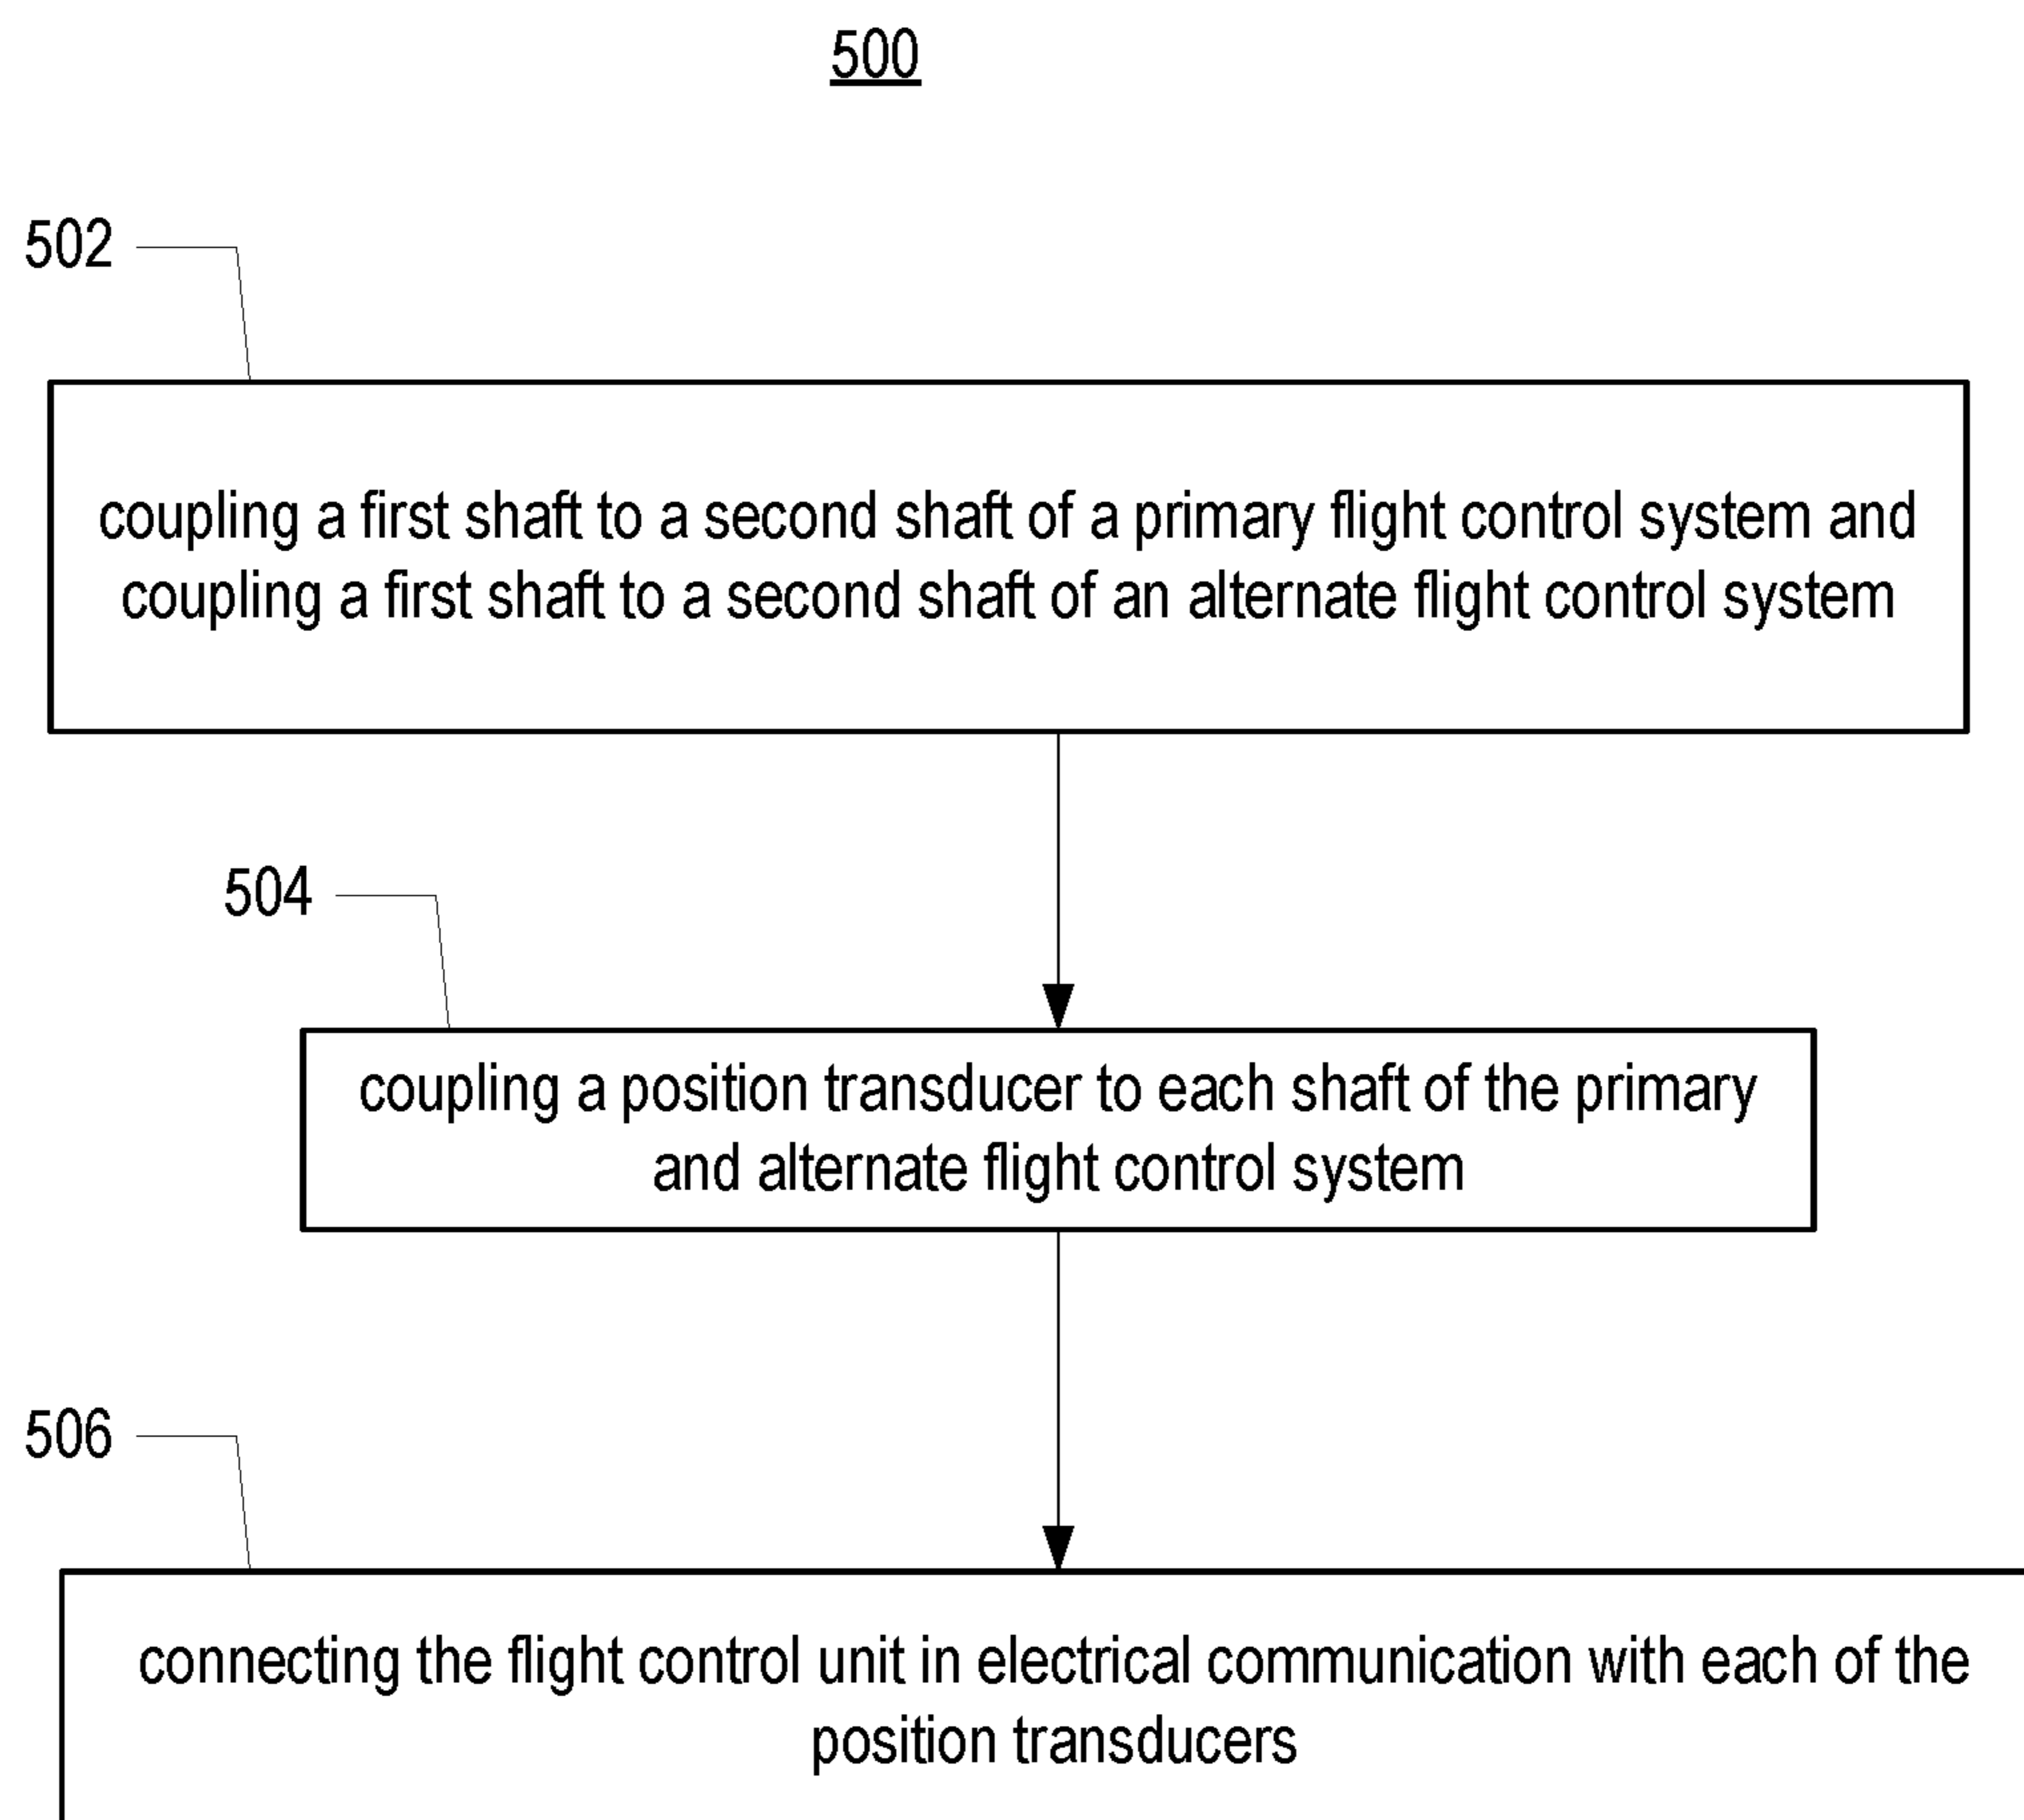 500
502
coupling a first shaft to a second shaft of a primary flight control system and
coupling a first shaft to a second shaft of an alternate flight control system
504
coupling a position transducer to each shaft of the primary
and alternate flight control system
506
connecting the flight control unit in electrical communication with each of the
position transducers